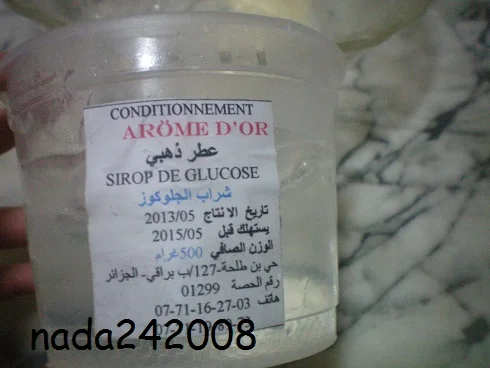 CONDITIONNEMENT
ARÖME D'OR
عطر ذهبي
SIROP DE GLUCOSE
شراب الجلوكوز
تاريخ الانتاج 2013/05
يستهلك قبل 2015/05
الوزن الصافي 500غرام
حي بن طلحة-127/ب براقي-الجزائر
رقم الحصة 01299
هاتف 07-71-16-27-03
nada242008